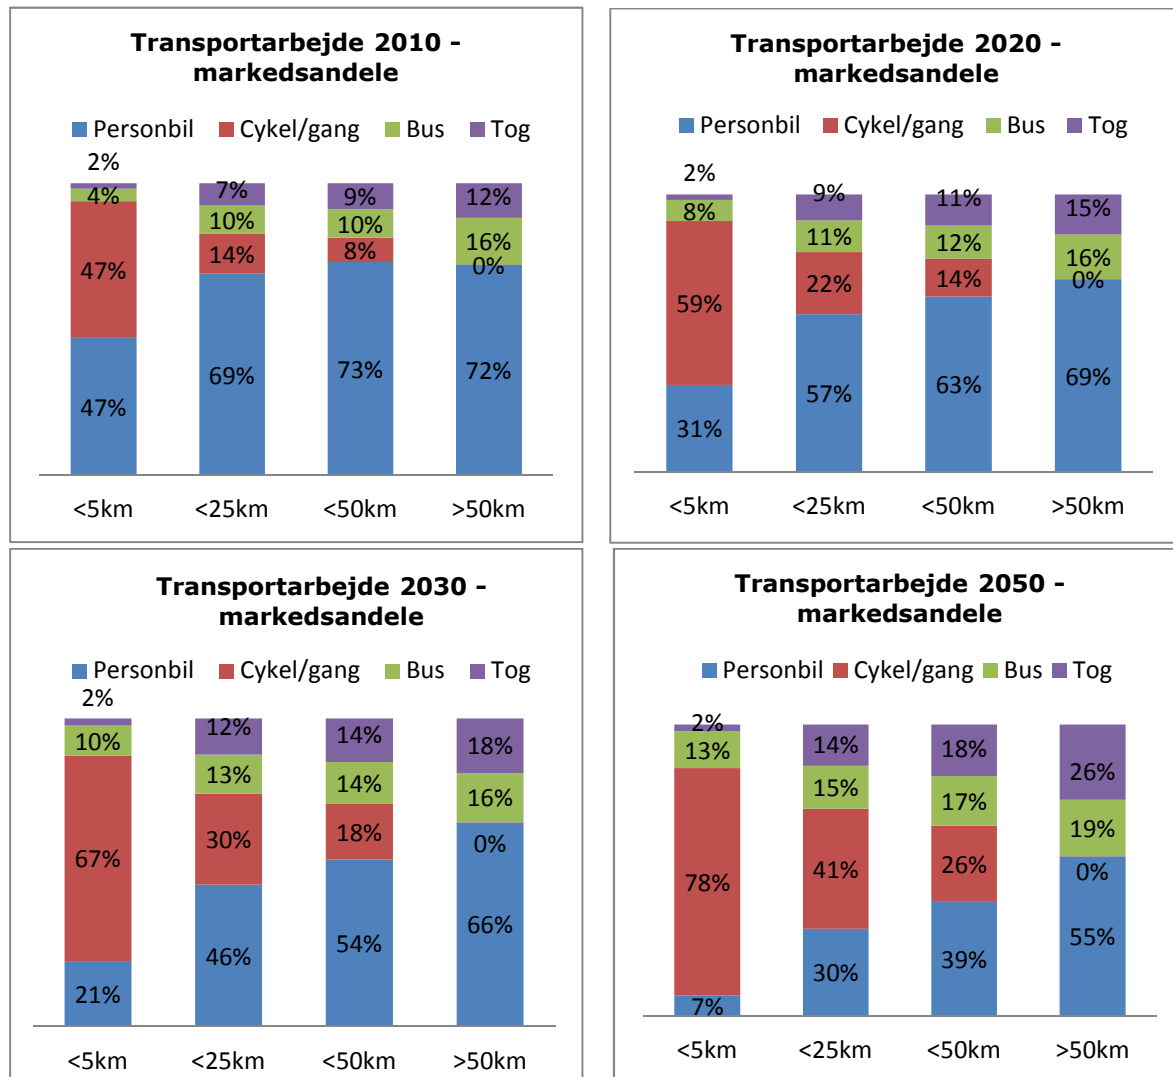 Transportarbejde 2010 -
markedsandele
Personbil Cykel/gang Bus Tog
2% 7% 9% 12%
4% 10% 10% 16%
47% 14% 8% 0%
47% 69% 73% 72%
<5km <25km <50km >50km
Transportarbejde 2020 -
markedsandele
Personbil Cykel/gang Bus Tog
2% 9% 11% 15%
8% 11% 12% 16%
59% 22% 14% 0%
31% 57% 63% 69%
<5km <25km <50km >50km
Transportarbejde 2030 -
markedsandele
Personbil Cykel/gang Bus Tog
2% 12% 14% 18%
10% 13% 14% 16%
67% 30% 18% 0%
21% 46% 54% 66%
<5km <25km <50km >50km
Transportarbejde 2050 -
markedsandele
Personbil Cykel/gang Bus Tog
2% 14% 18% 26%
13% 15% 17% 19%
78% 41% 26% 0%
7% 30% 39% 55%
<5km <25km <50km >50km